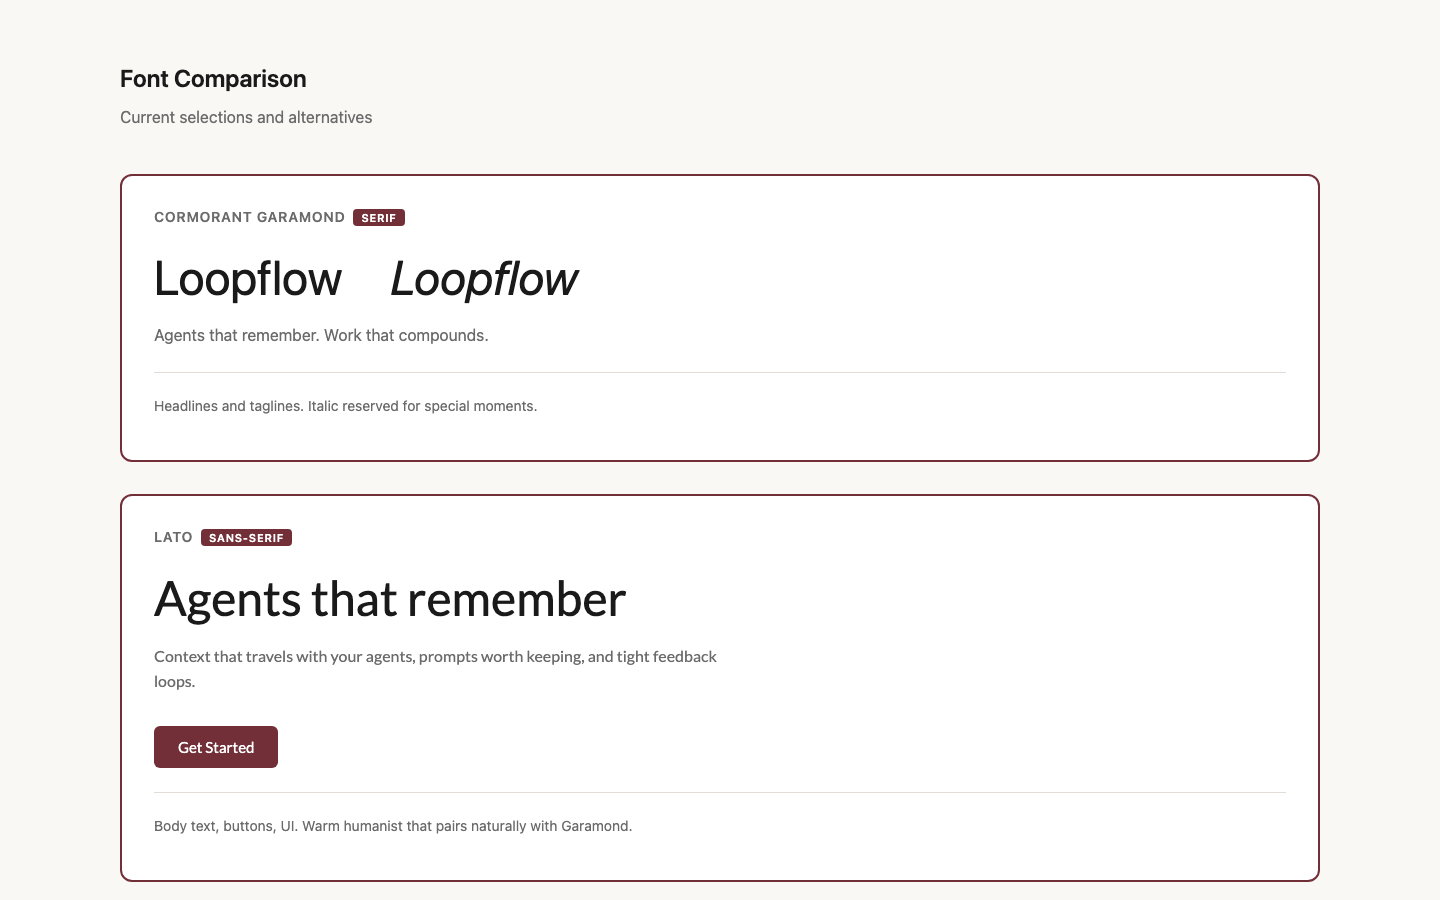 Font Comparison
Current selections and alternatives
CORMORANT GARAMOND SERIF
Loopflow Loopflow
Agents that remember. Work that compounds.
Headlines and taglines. Italic reserved for special moments.
LATO SANS-SERIF
Agents that remember
Context that travels with your agents, prompts worth keeping, and tight feedback
loops.
Get Started
Body text, buttons, UI. Warm humanist that pairs naturally with Garamond.